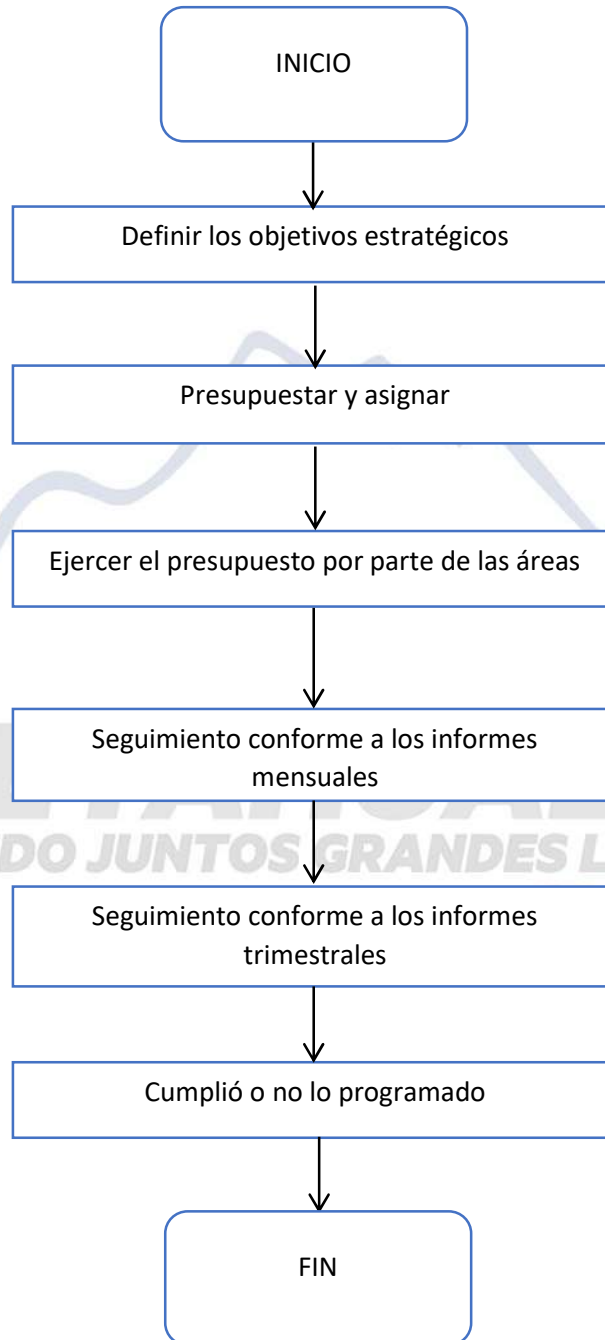 INICIO
Definir los objetivos estratégicos
Presupuestar y asignar
Ejercer el presupuesto por parte de las áreas
Seguimiento conforme a los informes
mensuales
DO JUNTOS GRANDES L
Seguimiento conforme a los informes
trimestrales
Cumplió o no lo programado
FIN